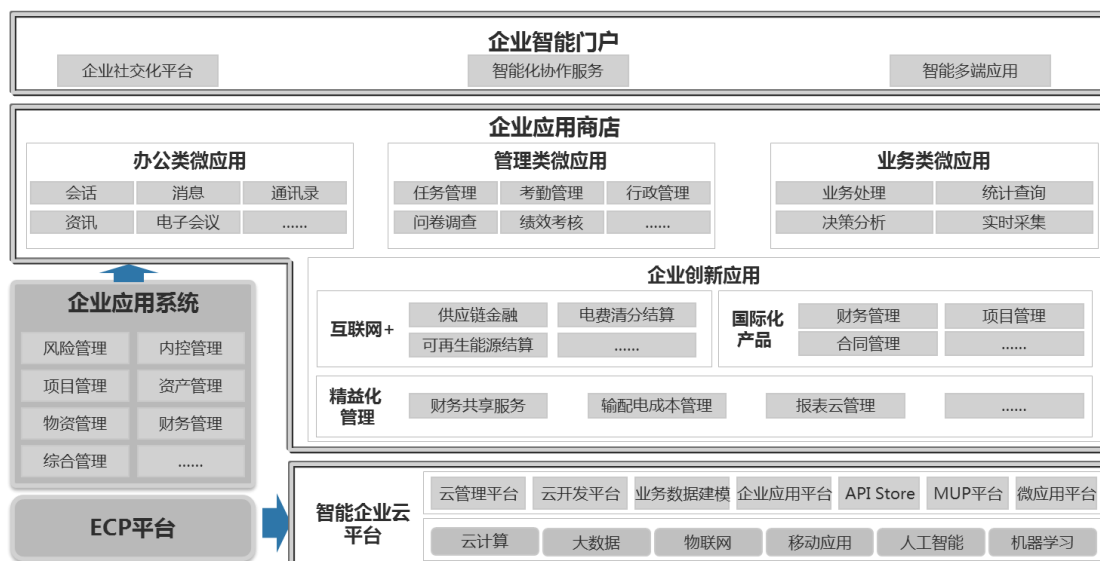 企业智能门户
企业社交化平台 智能化协作服务 智能多端应用
企业应用商店
办公类微应用 管理类微应用 业务类微应用
会话 消息 通讯录 任务管理 考勤管理 行政管理 业务处理 统计查询
资讯 电子会议 ...... 问卷调查 绩效考核 ...... 决策分析 实时采集
企业创新应用
互联网+
供应链金融 电费清分结算
可再生能源结算 ......
国际化
产品
财务管理 项目管理
合同管理 ......
精益化
管理
财务共享服务 输配电成本管理 报表云管理 ......
企业应用系统
风险管理 内控管理
项目管理 资产管理
物资管理 财务管理
综合管理 ......
ECP平台
智能企业云
平台
云管理平台 云开发平台 业务数据建模 企业应用平台 API Store MUP平台 微应用平台
云计算 大数据 物联网 移动应用 人工智能 机器学习